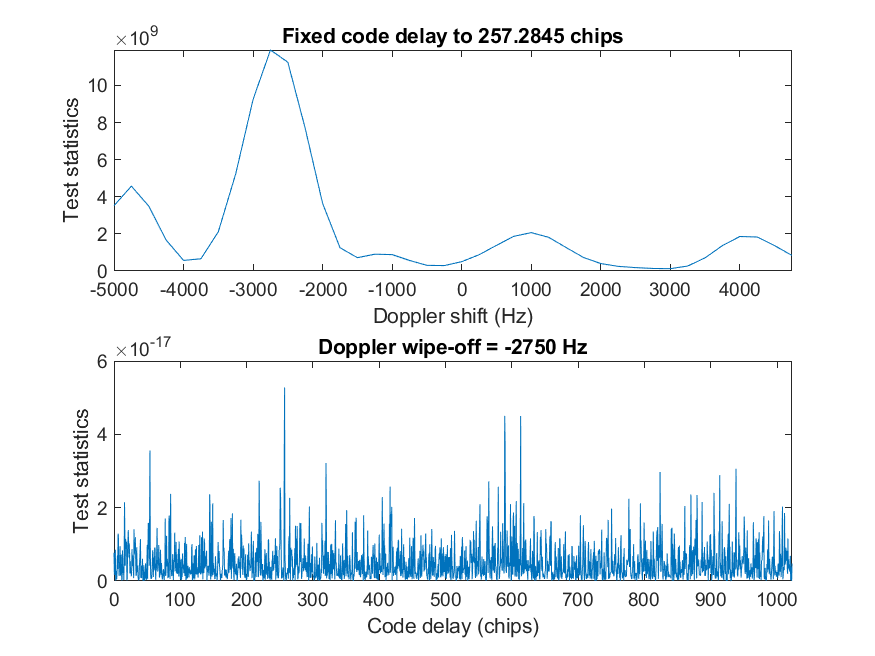 ×10^9
Fixed code delay to 257.2845 chips
10
8
6
4
2
0
Test statistics
-5000 -4000 -3000 -2000 -1000 0 1000 2000 3000 4000
Doppler shift (Hz)
×10^-17
Doppler wipe-off = -2750 Hz
6
4
2
0
Test statistics
0 100 200 300 400 500 600 700 800 900 1000
Code delay (chips)